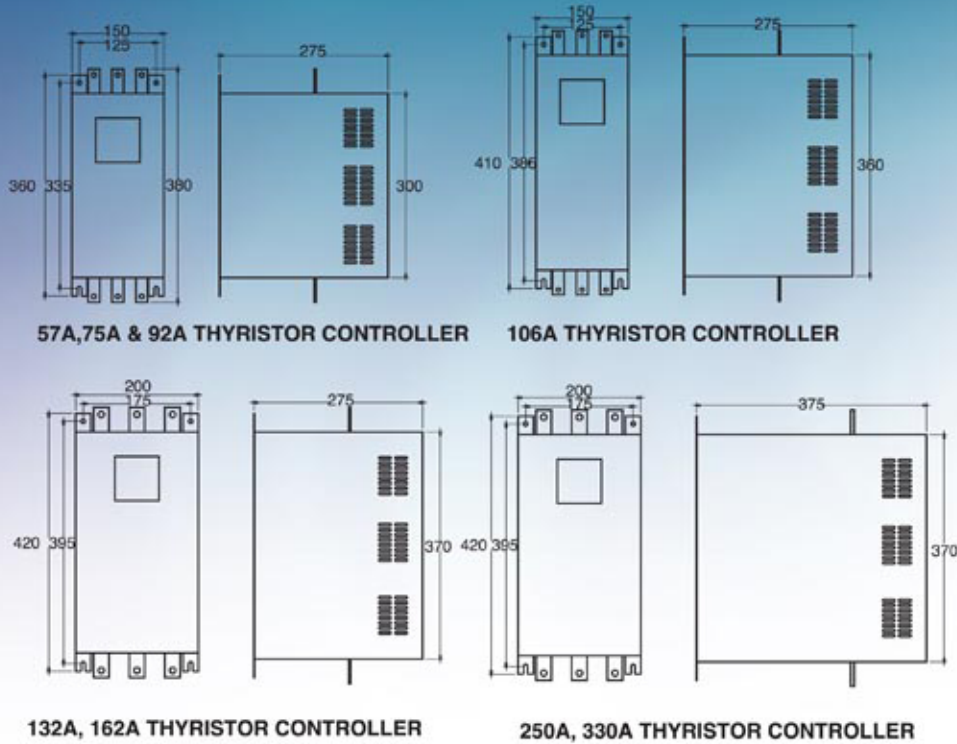 150
125
275
360 335 380 300
57A,75A & 92A THYRISTOR CONTROLLER
150
125
275
410 386 360
106A THYRISTOR CONTROLLER
200
175
275
420 395 370
132A, 162A THYRISTOR CONTROLLER
200
175
375
420 395 370
250A, 330A THYRISTOR CONTROLLER